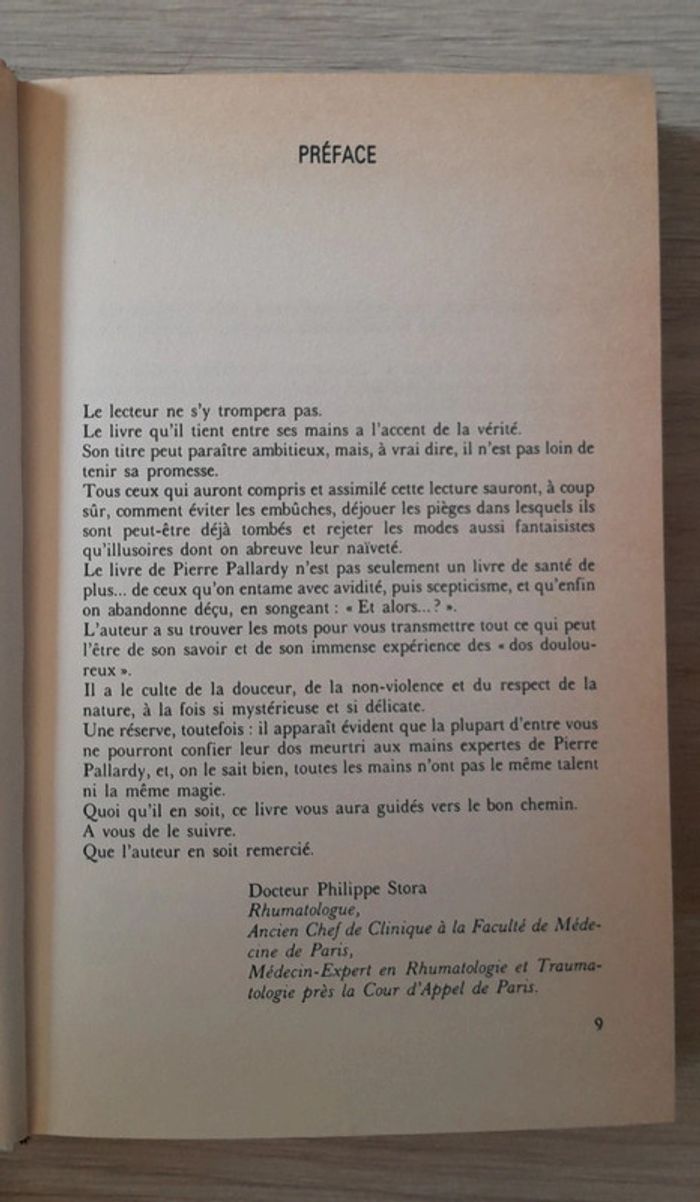 PRÉFACE
Le lecteur ne s'y trompera pas.
Le livre qu'il tient entre ses mains a l'accent de la vérité.
Son titre peut paraître ambitieux, mais, à vrai dire, il n'est pas loin de
tenir sa promesse.
Tous ceux qui auront compris et assimilé cette lecture sauront, à coup
sûr, comment éviter les embûches, déjouer les pièges dans lesquels ils
sont peut-être déjà tombés et rejeter les modes aussi fantaisistes
qu'illusoires dont on abreuve leur naïveté.
Le livre de Pierre Pallardy n'est pas seulement un livre de santé de
plus... de ceux qu'on entame avec avidité, puis scepticisme, et qu'enfin
on abandonne déçu, en songeant : « Et alors...? ».
L'auteur a su trouver les mots pour vous transmettre tout ce qui peut
l'être de son savoir et de son immense expérience des « dos doulou-
reux ».
Il a le culte de la douceur, de la non-violence et du respect de la
nature, à la fois si mystérieuse et si délicate.
Une réserve, toutefois : il apparaît évident que la plupart d'entre vous
ne pourront confier leur dos meurtri aux mains expertes de Pierre
Pallardy, et, on le sait bien, toutes les mains n'ont pas le même talent
ni la même magie.
Quoi qu'il en soit, ce livre vous aura guidés vers le bon chemin.
A vous de le suivre.
Que l'auteur en soit remercié.
Docteur Philippe Stora
Rhumatologue,
Ancien Chef de Clinique à la Faculté de Méde-
cine de Paris,
Médecin-Expert en Rhumatologie et Trauma-
tologie près la Cour d'Appel de Paris.
9